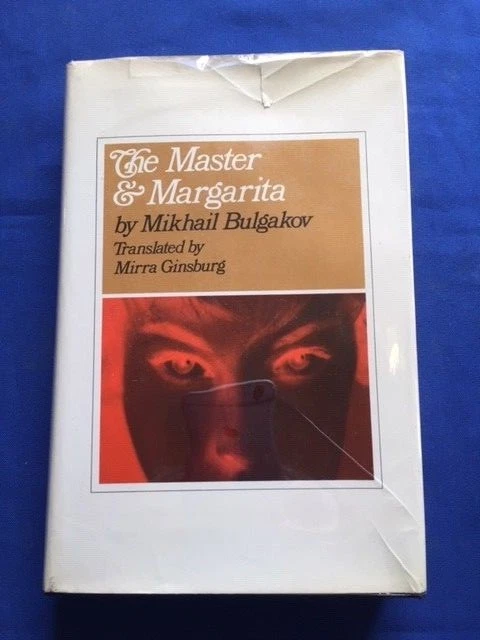 The Master
& Margarita
by Mikhail Bulgakov
Translated by
Mirra Ginsburg